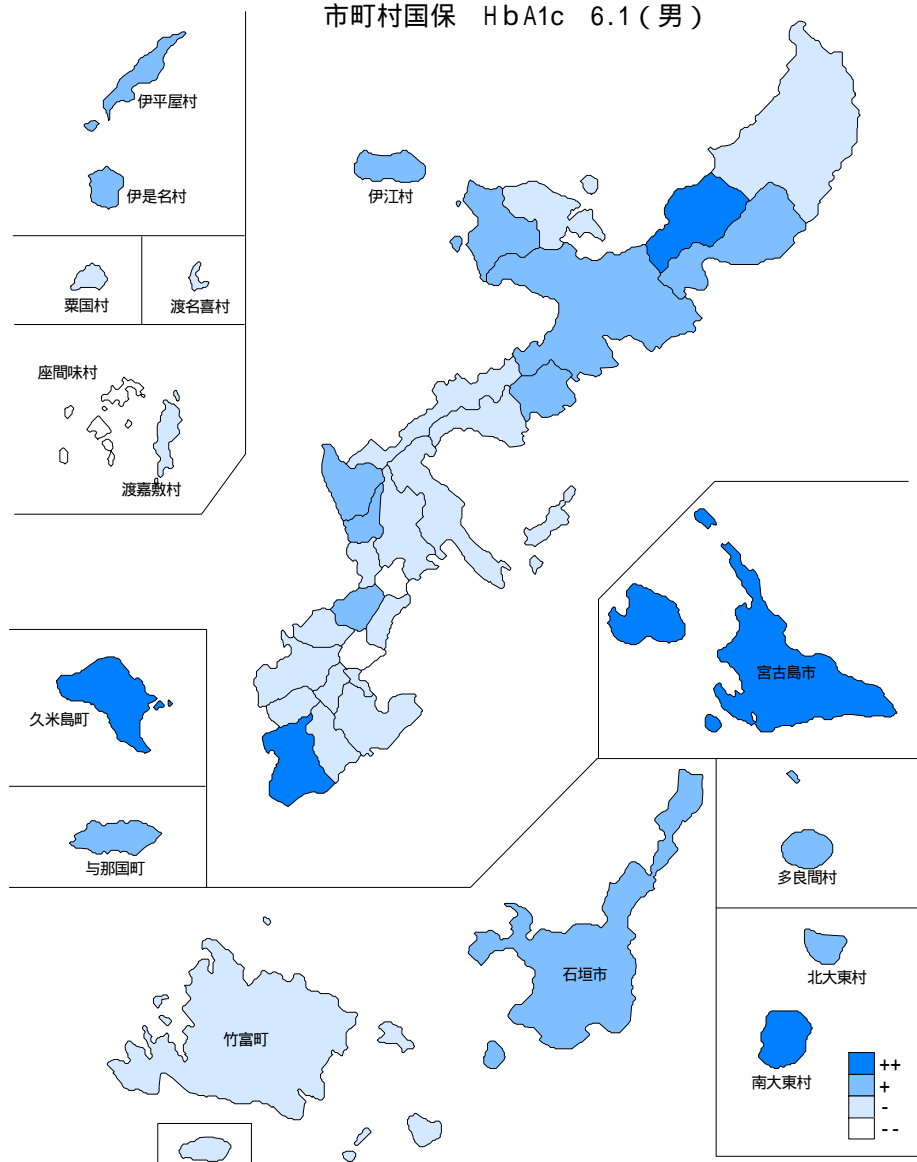 市町村国保 HbA1c 6.1(男)
伊平屋村
伊是名村
伊江村
粟国村
渡名喜村
座間味村
渡嘉敷村
宮古島市
久米島町
与那国町
多良間村
石垣市
北大東村
竹富町
南大東村
++
+
-
--